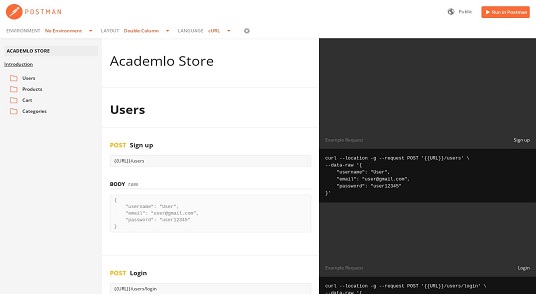 POSTMAN
Public
Run in Postman
ENVIRONMENT No Environment LAYOUT Double Column LANGUAGE cURL
ACADEMLO STORE
Introduction
Users
Products
Cart
Categories
Academlo Store
Users
POST Sign up
{{URL}}/users
BODY raw
{
"username": "User",
"email": "user@gmail.com",
"password": "user12345"
}
POST Login
{{URL}}/users/login
Example Request
Sign up
curl --location -g --request POST '{{URL}}/users' \
--data-raw '{
"username": "User",
"email": "user@gmail.com",
"password": "user12345"
}'
Example Request
Login
curl --location -g --request POST '{{URL}}/users/login' \
--data-raw '{